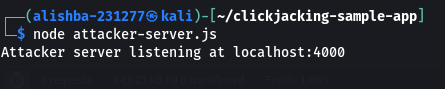 (alishba-231277㉿kali)-[~/clickjacking-sample-app]
$ node attacker-server.js
Attacker server listening at localhost:4000